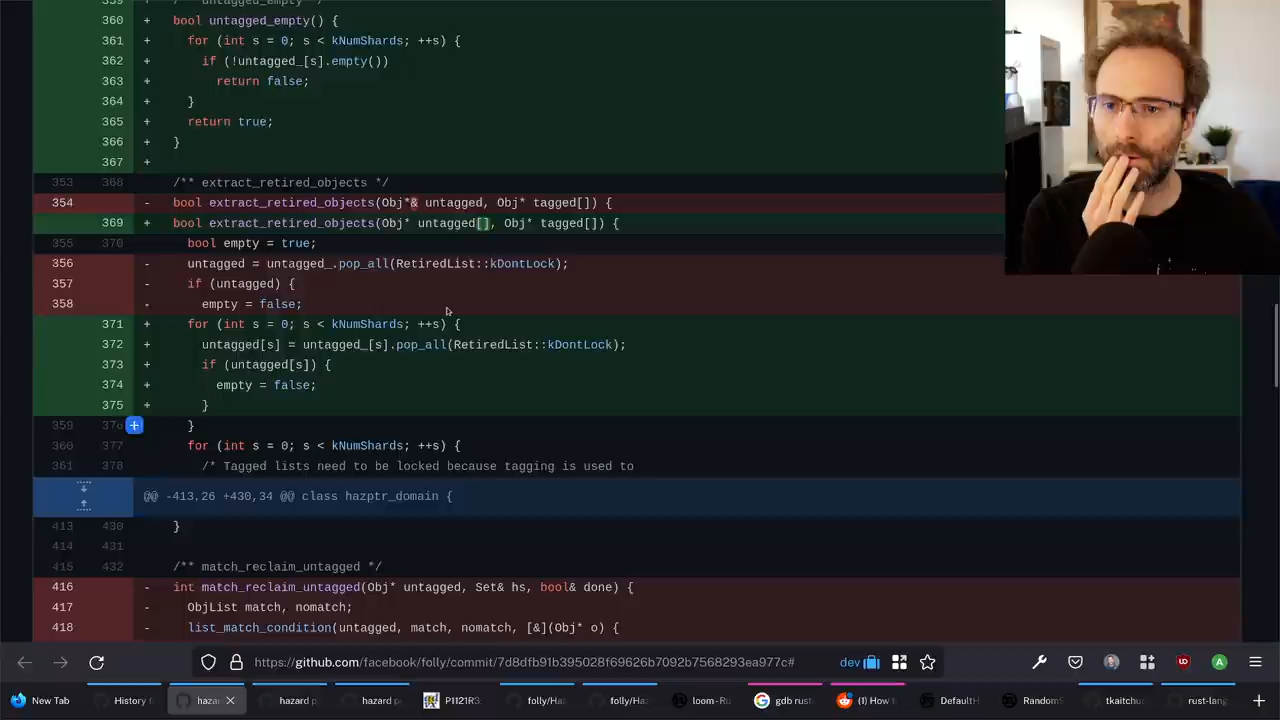 359 /** untagged_empty */
360 + bool untagged_empty() {
361 + for (int s = 0; s < kNumShards; ++s) {
362 + if (!untagged_[s].empty())
363 + return false;
364 + }
365 + return true;
366 + }
367 +
353 368 /** extract_retired_objects */
354 - bool extract_retired_objects(Obj*& untagged, Obj* tagged[]) {
369 + bool extract_retired_objects(Obj* untagged[], Obj* tagged[]) {
355 370 bool empty = true;
356 - untagged = untagged_.pop_all(RetiredList::kDontLock);
357 - if (untagged) {
358 - empty = false;
371 + for (int s = 0; s < kNumShards; ++s) {
372 + untagged[s] = untagged_[s].pop_all(RetiredList::kDontLock);
373 + if (untagged[s]) {
374 + empty = false;
375 + }
359 376 + }
360 377 for (int s = 0; s < kNumShards; ++s) {
361 378 /* Tagged lists need to be locked because tagging is used to
@@ -413,26 +430,34 @@ class hazptr_domain {
413 430 }
414 431
415 432 /** match_reclaim_untagged */
416 - int match_reclaim_untagged(Obj* untagged, Set& hs, bool& done) {
417 - ObjList match, nomatch;
418 - list_match_condition(untagged, match, nomatch, [&](Obj* o) {
https://github.com/facebook/folly/commit/7d8dfb91b395028f69626b7092b7568293ea977c# dev
New Tab History f hazar hazard p hazard p P1121R3 folly/Haz folly/Haz loom - Ru gdb rust How t DefaultH RandomS tkaitchuc rust-lang